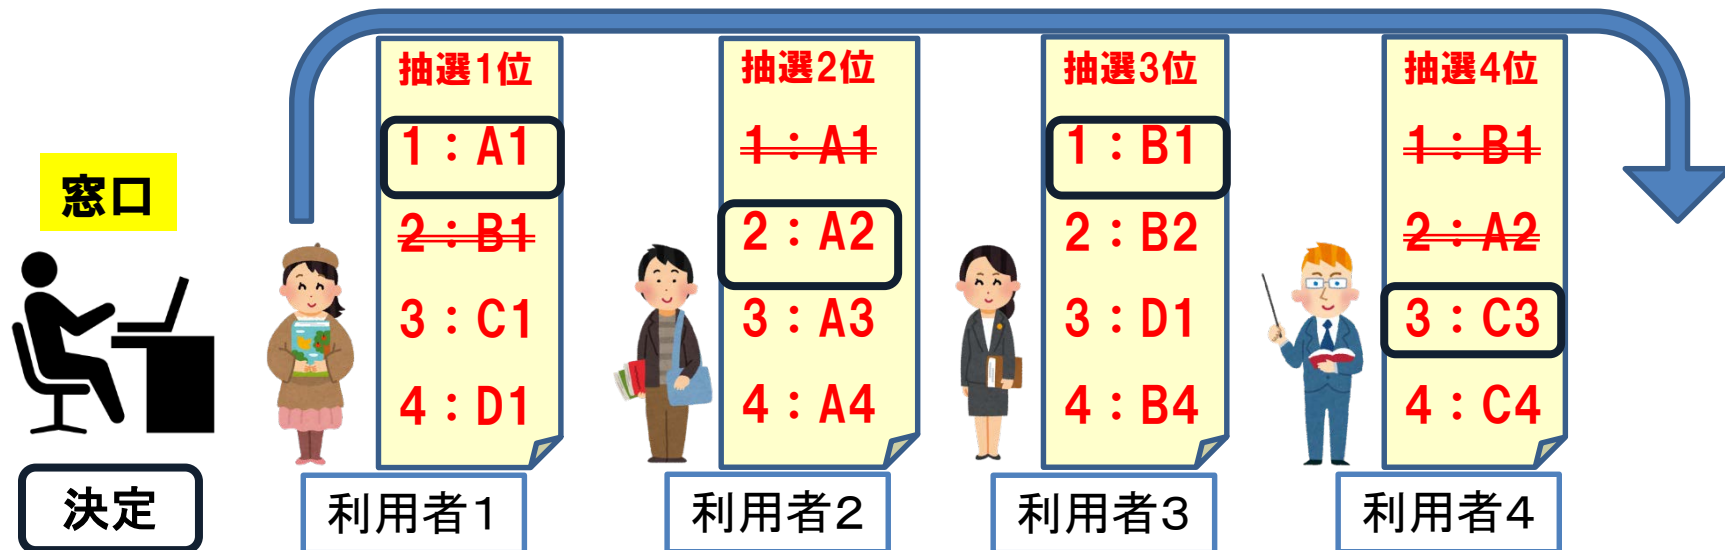 窓口
決定
抽選1位
1：A1
2：B1
3：C1
4：D1
利用者1
抽選2位
1：A1
2：A2
3：A3
4：A4
利用者2
抽選3位
1：B1
2：B2
3：D1
4：B4
利用者3
抽選4位
1：B1
2：A2
3：C3
4：C4
利用者4